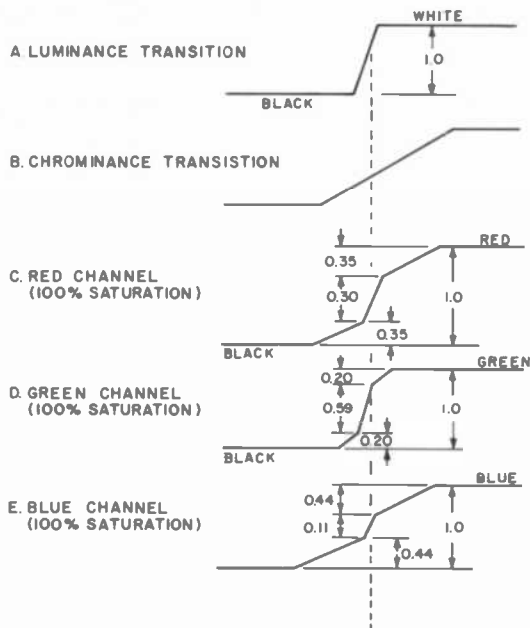 WHITE
A. LUMINANCE TRANSITION
1.0
BLACK
B. CHROMINANCE TRANSISTION
RED
0.35
C. RED CHANNEL
(100% SATURATION)
0.30
1.0
0.35
BLACK
GREEN
0.20
D. GREEN CHANNEL
(100% SATURATION)
0.59
1.0
0.20
BLACK
BLUE
0.44
E. BLUE CHANNEL
(100% SATURATION)
0.11
1.0
0.44